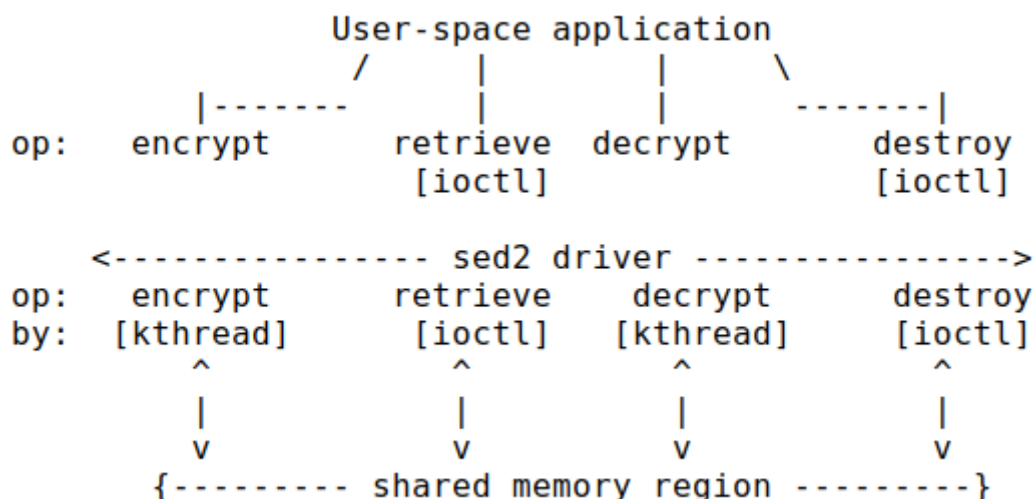 User-space application
/ | | \
|------- | | -------|
op: encrypt retrieve decrypt destroy
[ioctl] [ioctl]
<---------------- sed2 driver ---------------->
op: encrypt retrieve decrypt destroy
by: [kthread] [ioctl] [kthread] [ioctl]
^ ^ ^ ^
| | | |
v v v v
{--------- shared memory region ---------}